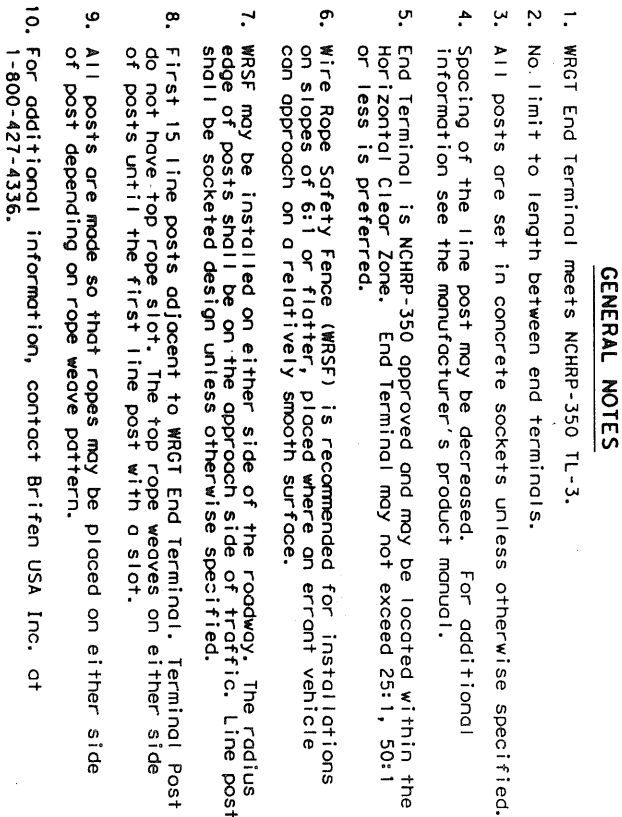 GENERAL NOTES
1. WRGT End Terminal meets NCHRP-350 TL-3.
2. No limit to length between end terminals.
3. All posts are set in concrete sockets unless otherwise specified.
4. Spacing of the line post may be decreased. For additional
information see the manufacturer's product manual.
5. End Terminal is NCHRP-350 approved and may be located within the
Horizontal Clear Zone. End Terminal may not exceed 25:1, 50:1
or less is preferred.
6. Wire Rope Safety Fence (WRSF) is recommended for installations
on slopes of 6:1 or flatter, placed where an errant vehicle
can approach on a relatively smooth surface.
7. WRSF may be installed on either side of the roadway. The radius
edge of posts shall be on the approach side of traffic. Line post
shall be socketed design unless otherwise specified.
8. First 15 line posts adjacent to WRGT End Terminal. Terminal Post
do not have top rope slot. The top rope weaves on either side
of posts until the first line post with a slot.
9. All posts are made so that ropes may be placed on either side
of post depending on rope weave pattern.
10. For additional information, contact Brifen USA Inc. at
1-800-427-4336.